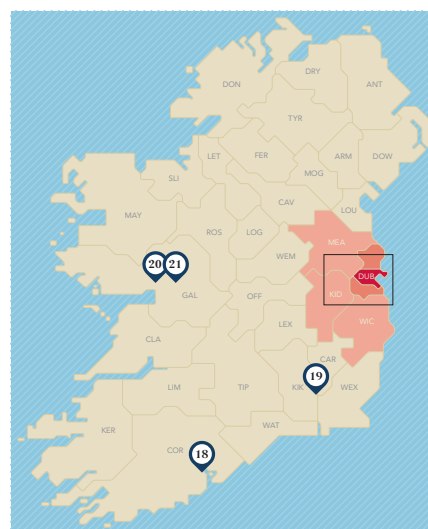 DRY
DON
ANT
TYR
LET
FER
ARM
DOW
MOG
SLI
CAV
LOU
MAY
ROS
LOG
MEA
WEM
20
21
DUB
GAL
OFF
KID
WIC
LEX
CLA
CAR
19
LIM
TIP
KIK
WEX
WAT
KER
COR
18